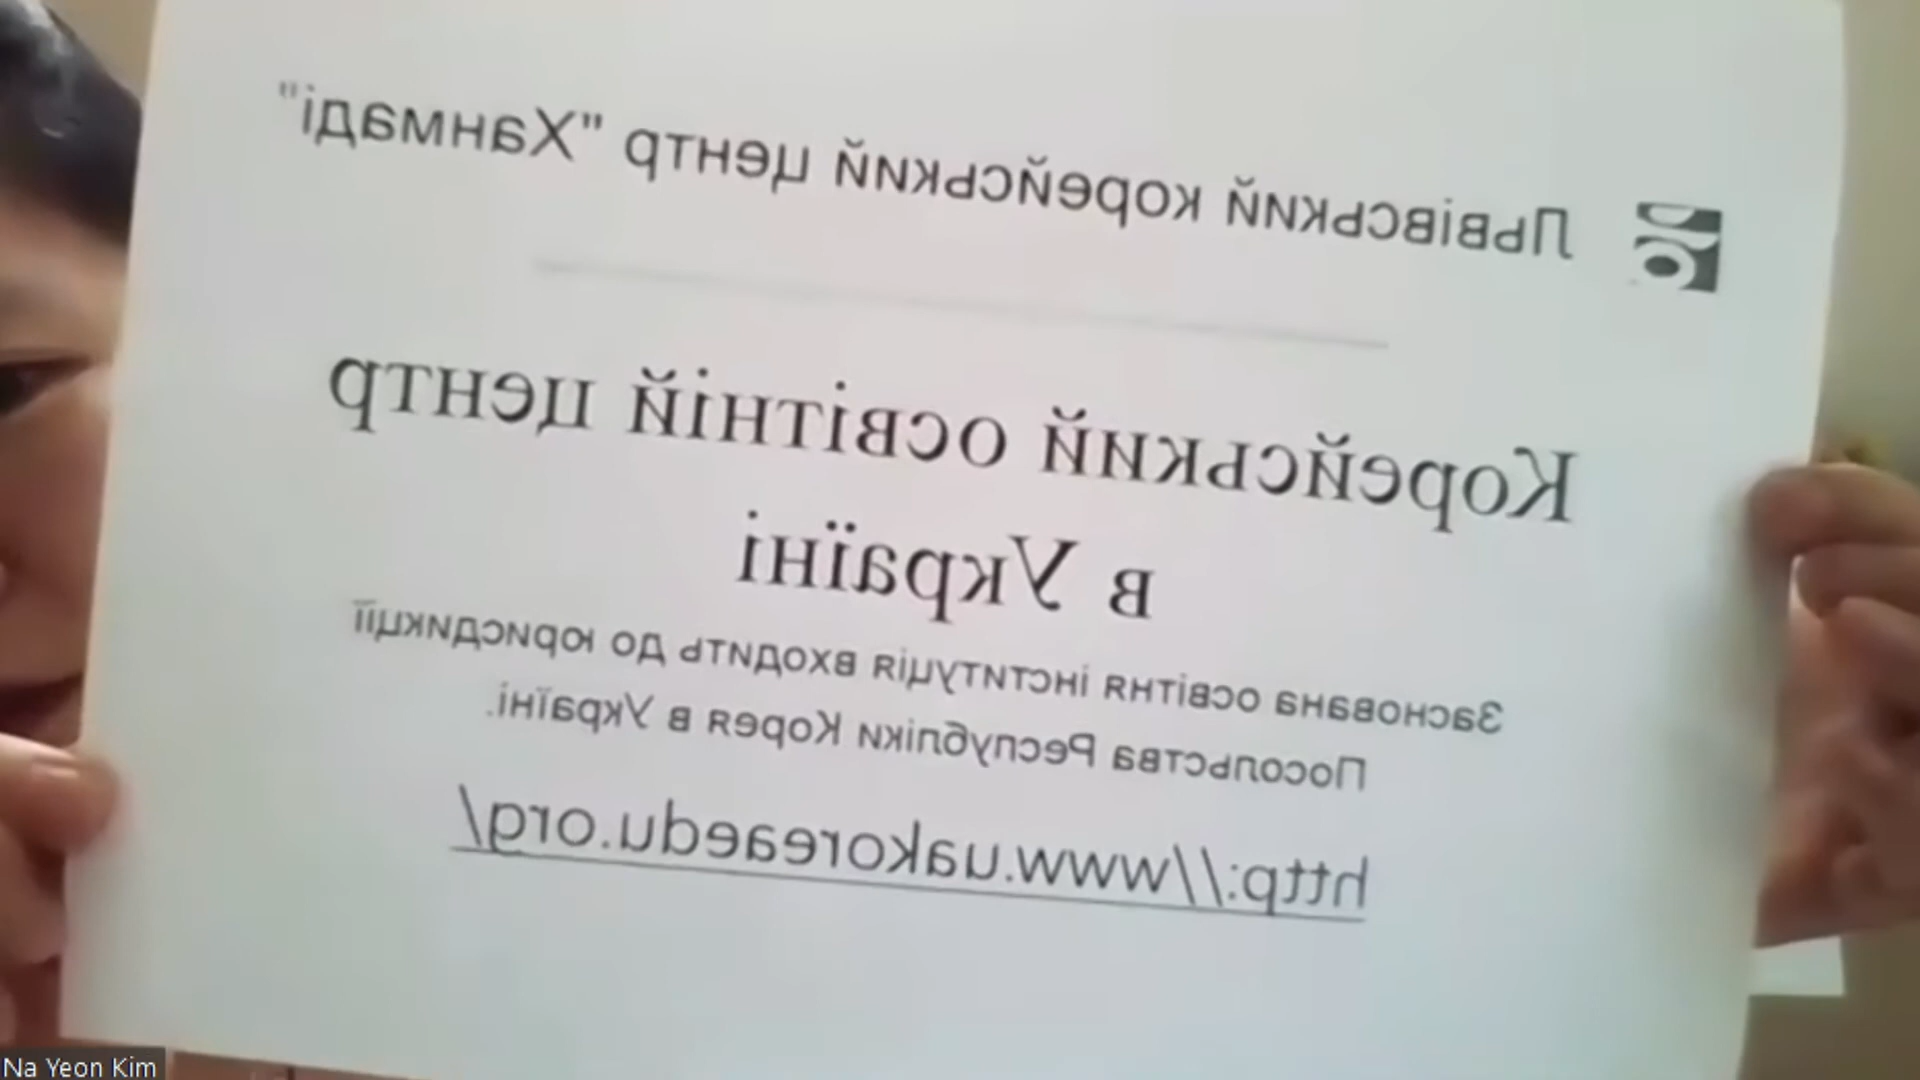 Львівський корейський центр "Ханмаді"
Корейський освітній центр
в Україні
Заснована освітня інституція входить до юрисдикції
Посольства Республіки Корея в Україні.
http://www.uakoreaedu.org/
Na Yeon Kim